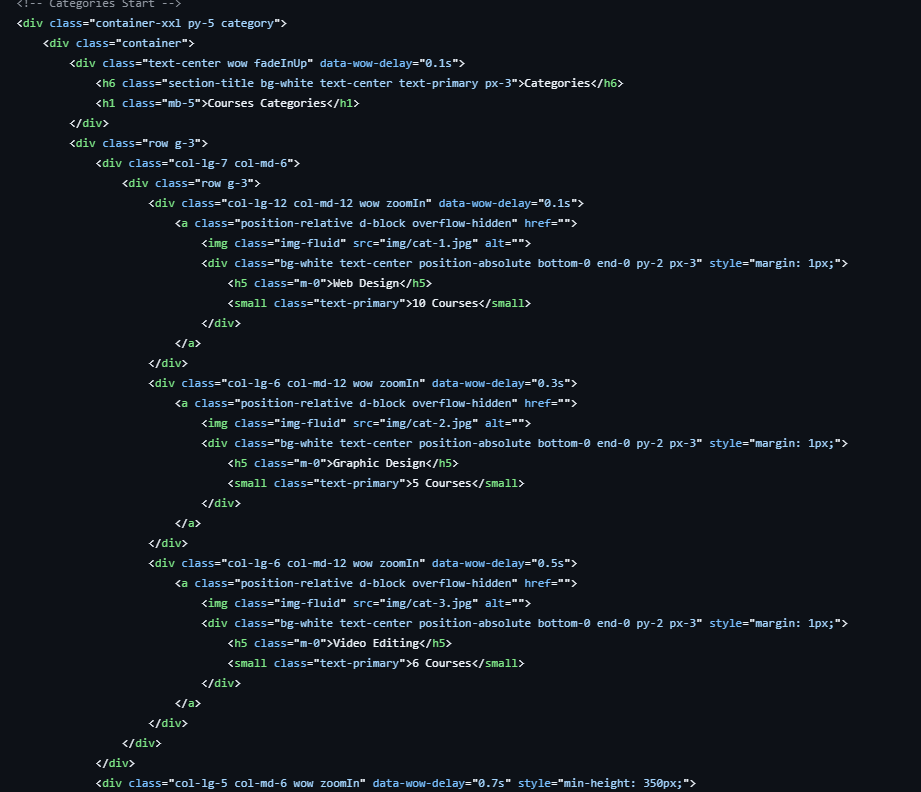 <!-- Categories Start -->
<div class="container-xxl py-5 category">
    <div class="container">
        <div class="text-center wow fadeInUp" data-wow-delay="0.1s">
            <h6 class="section-title bg-white text-center text-primary px-3">Categories</h6>
            <h1 class="mb-5">Courses Categories</h1>
        </div>
        <div class="row g-3">
            <div class="col-lg-7 col-md-6">
                <div class="row g-3">
                    <div class="col-lg-12 col-md-12 wow zoomIn" data-wow-delay="0.1s">
                        <a class="position-relative d-block overflow-hidden" href="">
                            <img class="img-fluid" src="img/cat-1.jpg" alt="">
                            <div class="bg-white text-center position-absolute bottom-0 end-0 py-2 px-3" style="margin: 1px;">
                                <h5 class="m-0">Web Design</h5>
                                <small class="text-primary">10 Courses</small>
                            </div>
                        </a>
                    </div>
                    <div class="col-lg-6 col-md-12 wow zoomIn" data-wow-delay="0.3s">
                        <a class="position-relative d-block overflow-hidden" href="">
                            <img class="img-fluid" src="img/cat-2.jpg" alt="">
                            <div class="bg-white text-center position-absolute bottom-0 end-0 py-2 px-3" style="margin: 1px;">
                                <h5 class="m-0">Graphic Design</h5>
                                <small class="text-primary">5 Courses</small>
                            </div>
                        </a>
                    </div>
                    <div class="col-lg-6 col-md-12 wow zoomIn" data-wow-delay="0.5s">
                        <a class="position-relative d-block overflow-hidden" href="">
                            <img class="img-fluid" src="img/cat-3.jpg" alt="">
                            <div class="bg-white text-center position-absolute bottom-0 end-0 py-2 px-3" style="margin: 1px;">
                                <h5 class="m-0">Video Editing</h5>
                                <small class="text-primary">6 Courses</small>
                            </div>
                        </a>
                    </div>
                </div>
            </div>
            <div class="col-lg-5 col-md-6 wow zoomIn" data-wow-delay="0.7s" style="min-height: 350px;">